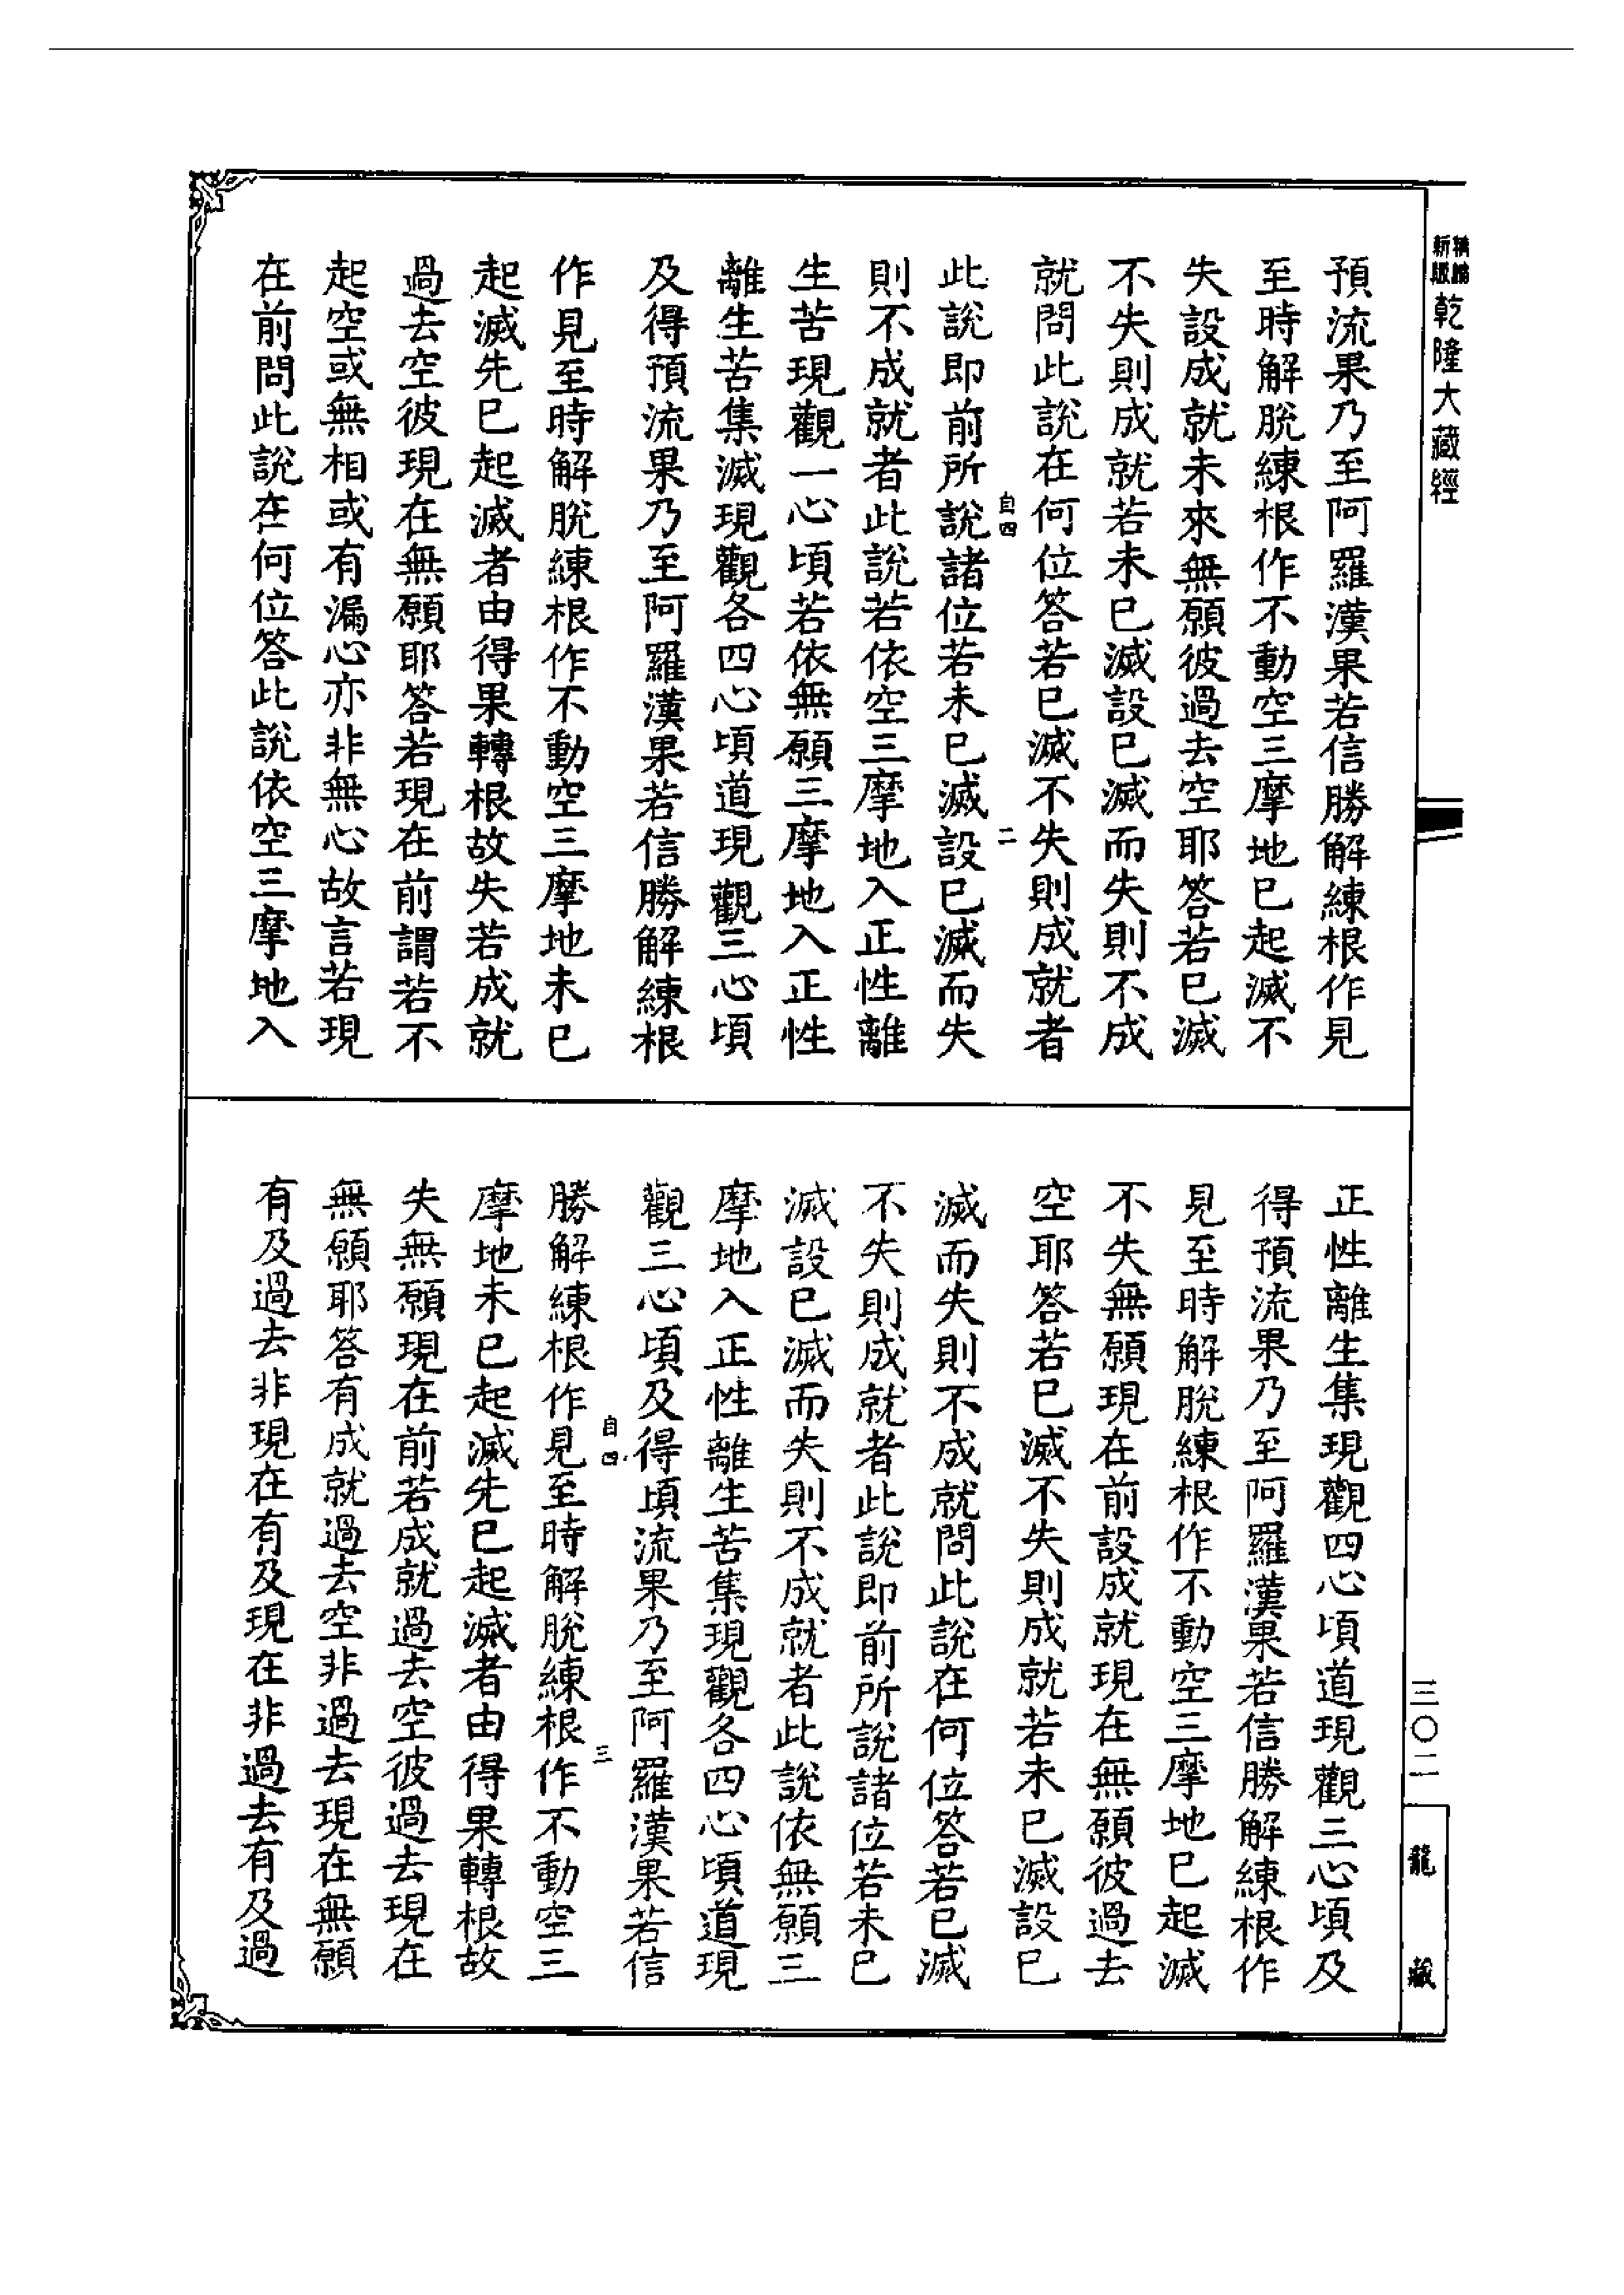 新編
縮版
乾隆大藏經
預流果乃至阿羅漢果若信勝解練根作見
至時解脫練根作不動空三摩地已起滅不
失設成就未來無願彼過去空耶答若已滅
不失則成就若未已滅設已滅而失則不成
就問此說在何位答若已滅不失則成就者
自四
二
此說即前所說諸位若未已滅設已滅而失
則不成就者此說若依空三摩地入正性離
生苦現觀一心頃若依無願三摩地入正性
離生苦集滅現觀各四心頃道現觀三心頃
及得預流果乃至阿羅漢果若信勝解練根
作見至時解脫練根作不動空三摩地未已
起滅先已起滅者由得果轉根故失若成就
過去空彼現在無願耶答若現在前謂若不
起空或無相或有漏心亦非無心故言若現
在前問此說在何位答此說依空三摩地入
正性離生集現觀四心頃道現觀三心頃及
得預流果乃至阿羅漢果若信勝解練根作
見至時解脫練根作不動空三摩地已起滅
不失無願現在前設成就現在無願彼過去
空耶答若已滅不失則成就若未已滅設已
滅而失則不成就問此說在何位答若已滅
不失則成就者此說即前所說諸位若未已
滅設已滅而失則不成就者此說依無願三
摩地入正性離生苦集現觀各四心頃道現
觀三心頃及得頃流果乃至阿羅漢果若信
自四
三
勝解練根作見至時解脫練根作不動空三
摩地未已起滅先已起滅者由得果轉根故
失無願現在前若成就過去空彼過去現在
無願耶答有成就過去空非過去現在無願
有及過去非現在有及現在非過去有及過
三〇二
龍藏